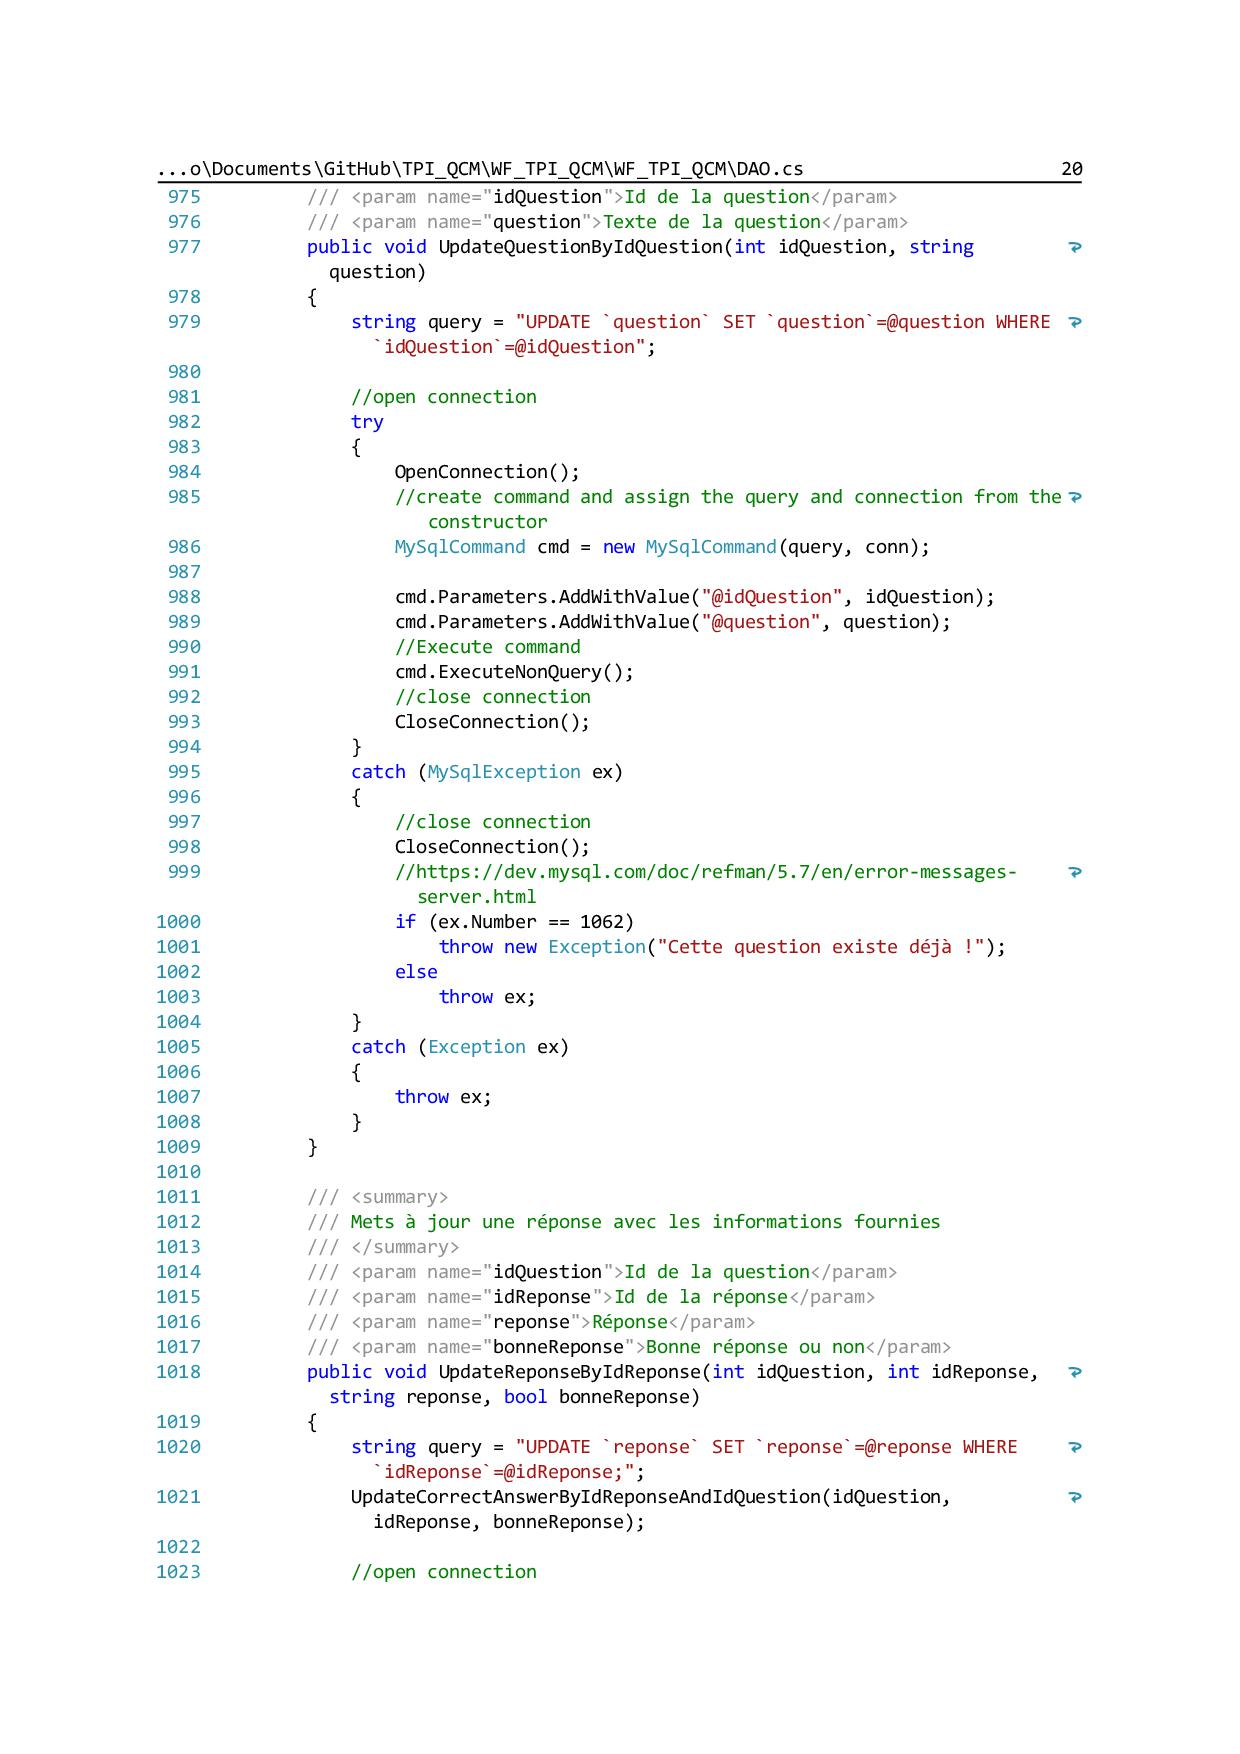 ...o\Documents\GitHub\TPI_QCM\WF_TPI_QCM\WF_TPI_QCM\DAO.cs 20
975 /// <param name="idQuestion">Id de la question</param>
976 /// <param name="question">Texte de la question</param>
977 public void UpdateQuestionByIdQuestion(int idQuestion, string
question)
978 {
979 string query = "UPDATE `question` SET `question`=@question WHERE
`idQuestion`=@idQuestion";
980
981 //open connection
982 try
983 {
984 OpenConnection();
985 //create command and assign the query and connection from the
constructor
986 MySqlCommand cmd = new MySqlCommand(query, conn);
987
988 cmd.Parameters.AddWithValue("@idQuestion", idQuestion);
989 cmd.Parameters.AddWithValue("@question", question);
990 //Execute command
991 cmd.ExecuteNonQuery();
992 //close connection
993 CloseConnection();
994 }
995 catch (MySqlException ex)
996 {
997 //close connection
998 CloseConnection();
999 //https://dev.mysql.com/doc/refman/5.7/en/error-messages-
server.html
1000 if (ex.Number == 1062)
1001 throw new Exception("Cette question existe déjà !");
1002 else
1003 throw ex;
1004 }
1005 catch (Exception ex)
1006 {
1007 throw ex;
1008 }
1009 }
1010
1011 /// <summary>
1012 /// Mets à jour une réponse avec les informations fournies
1013 /// </summary>
1014 /// <param name="idQuestion">Id de la question</param>
1015 /// <param name="idReponse">Id de la réponse</param>
1016 /// <param name="reponse">Réponse</param>
1017 /// <param name="bonneReponse">Bonne réponse ou non</param>
1018 public void UpdateReponseByIdReponse(int idQuestion, int idReponse,
string reponse, bool bonneReponse)
1019 {
1020 string query = "UPDATE `reponse` SET `reponse`=@reponse WHERE
`idReponse`=@idReponse;";
1021 UpdateCorrectAnswerByIdReponseAndIdQuestion(idQuestion,
idReponse, bonneReponse);
1022
1023 //open connection